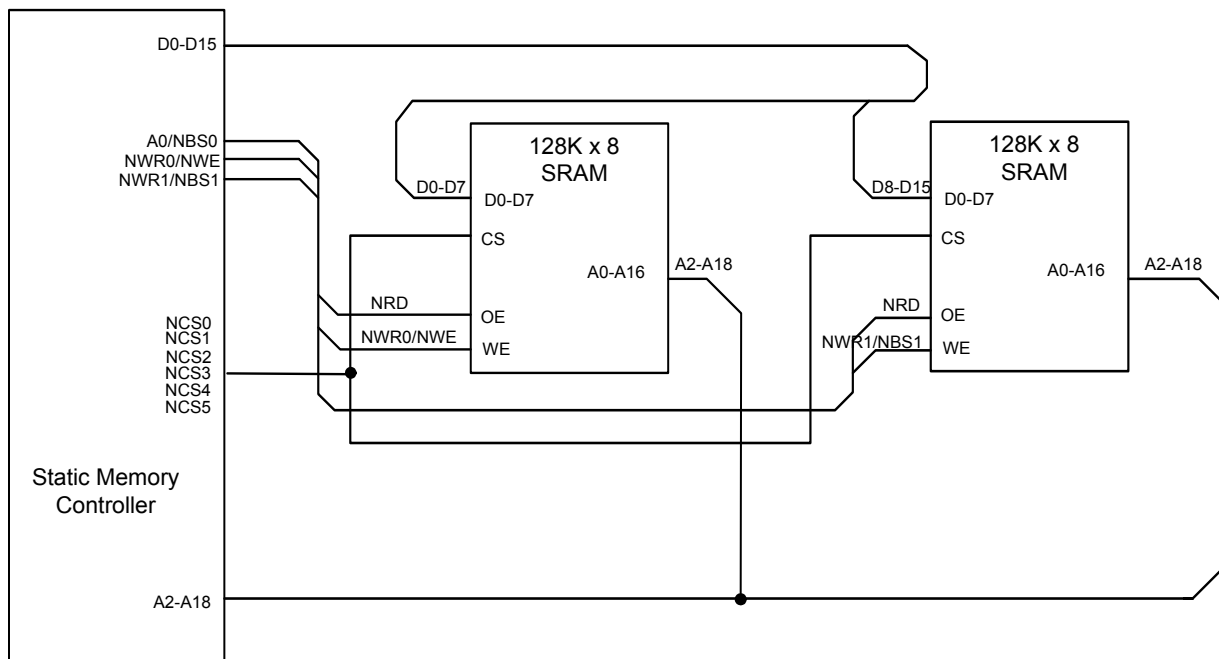 D0-D15
A0/NBS0
NWR0/NWE
NWR1/NBS1
NCS0
NCS1
NCS2
NCS3
NCS4
NCS5
Static Memory
Controller
A2-A18
128K x 8
SRAM
D0-D7
D0-D7
CS
A0-A16
A2-A18
NRD
OE
NWR0/NWE
WE
128K x 8
SRAM
D8-D15
D0-D7
CS
A0-A16
A2-A18
NRD
OE
NWR1/NBS1
WE